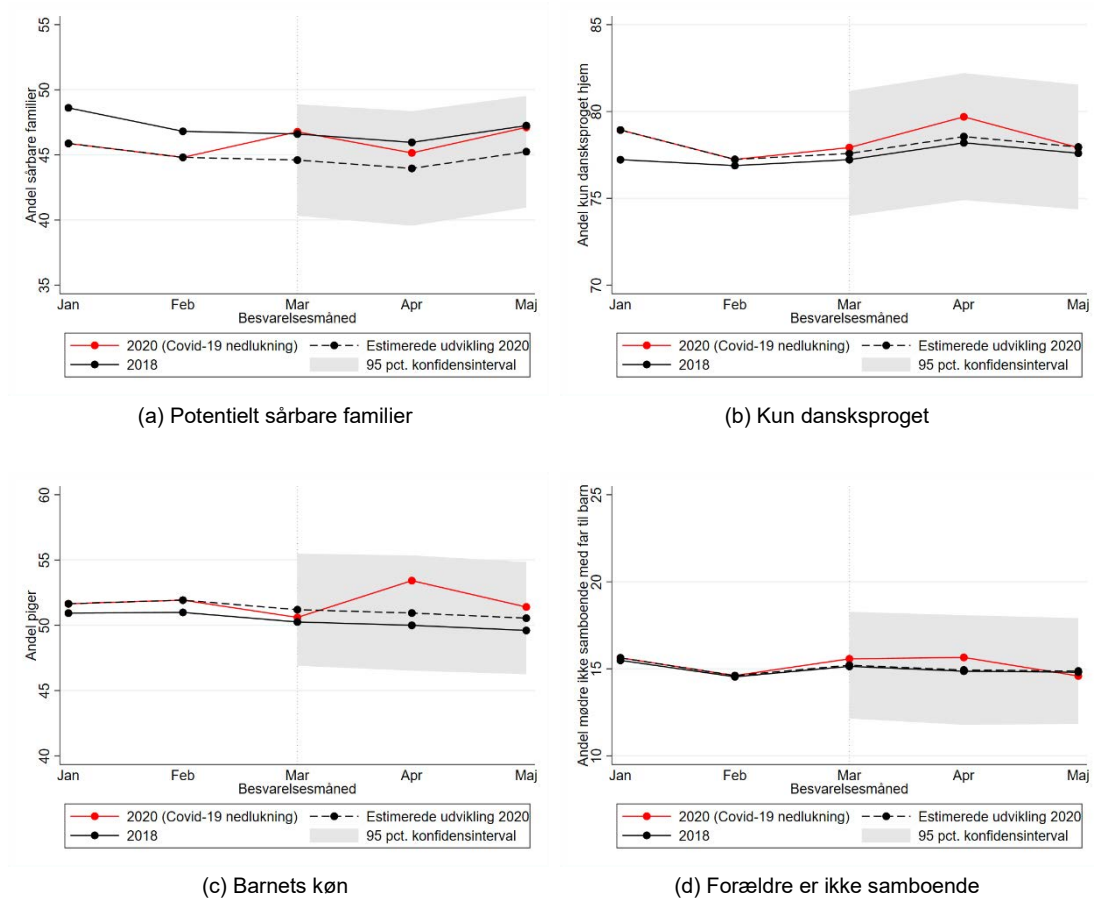 Andel sårbare familier
55
50
45
40
35
Jan Feb Mar Apr Maj
Besvarelsesmåned
2020 (Covid-19 nedlukning) Estimerede udvikling 2020
2018 95 pct. konfidensinterval
(a) Potentielt sårbare familier
Andel kun dansksproget hjem
85
80
75
70
Jan Feb Mar Apr Maj
Besvarelsesmåned
2020 (Covid-19 nedlukning) Estimerede udvikling 2020
2018 95 pct. konfidensinterval
(b) Kun dansksproget
Andel piger
60
55
50
45
40
Jan Feb Mar Apr Maj
Besvarelsesmåned
2020 (Covid-19 nedlukning) Estimerede udvikling 2020
2018 95 pct. konfidensinterval
(c) Barnets køn
Andel mødre ikke samboende med far til barn
25
20
15
10
Jan Feb Mar Apr Maj
Besvarelsesmåned
2020 (Covid-19 nedlukning) Estimerede udvikling 2020
2018 95 pct. konfidensinterval
(d) Forældre er ikke samboende